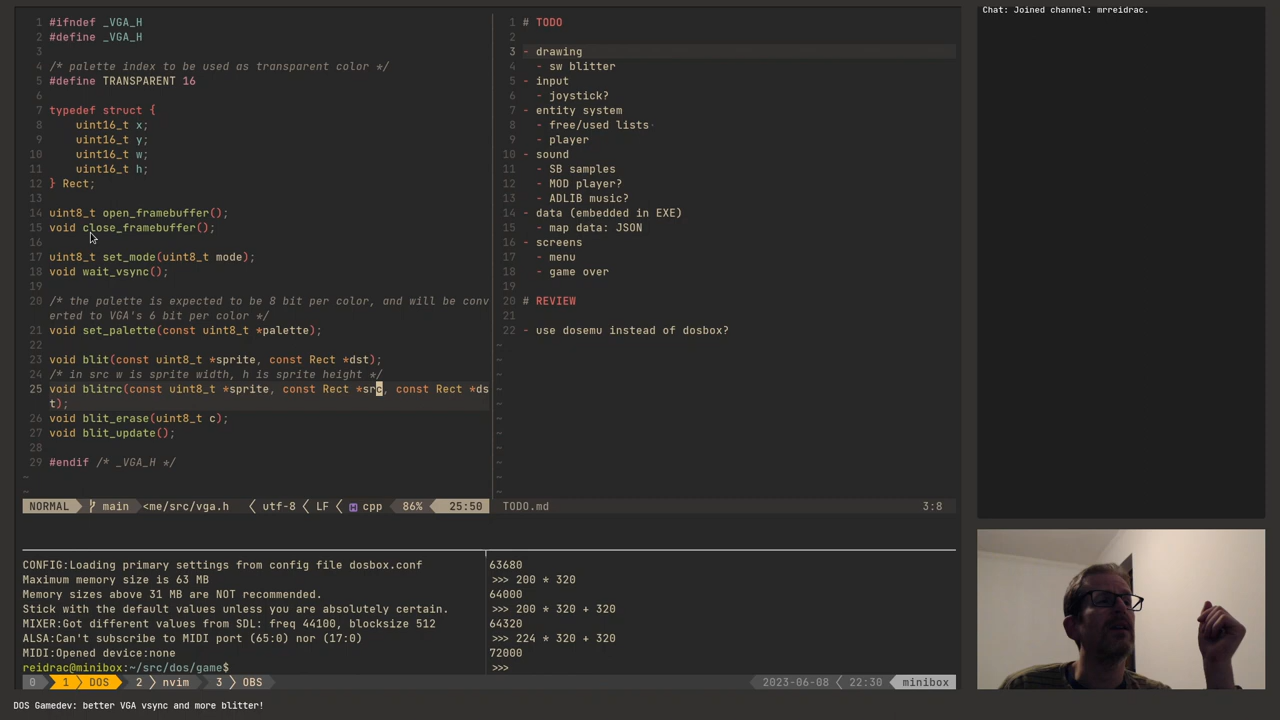 1 #ifndef _VGA_H
2 #define _VGA_H
3
4 /* palette index to be used as transparent color */
5 #define TRANSPARENT 16
6
7 typedef struct {
8 uint16_t x;
9 uint16_t y;
10 uint16_t w;
11 uint16_t h;
12 } Rect;
13
14 uint8_t open_framebuffer();
15 void close_framebuffer();
16
17 uint8_t set_mode(uint8_t mode);
18 void wait_vsync();
19
20 /* the palette is expected to be 8 bit per color, and will be conv
erted to VGA's 6 bit per color */
21 void set_palette(const uint8_t *palette);
22
23 void blit(const uint8_t *sprite, const Rect *dst);
24 /* in src w is sprite width, h is sprite height */
25 void blitrc(const uint8_t *sprite, const Rect *src, const Rect *ds
t);
26 void blit_erase(uint8_t c);
27 void blit_update();
28
29 #endif /* _VGA_H */
~
~
NORMAL main <me/src/vga.h utf-8 LF cpp 86% 25:50
1 # TODO
2
3 - drawing
4 - sw blitter
5 - input
6 - joystick?
7 - entity system
8 - free/used lists
9 - player
10 - sound
11 - SB samples
12 - MOD player?
13 - ADLIB music?
14 - data (embedded in EXE)
15 - map data: JSON
16 - screens
17 - menu
18 - game over
19
20 # REVIEW
21
22 - use dosemu instead of dosbox?
~
~
~
~
~
~
~
~
~
~
TODO.md 3:8
CONFIG:Loading primary settings from config file dosbox.conf
Maximum memory size is 63 MB
Memory sizes above 31 MB are NOT recommended.
Stick with the default values unless you are absolutely certain.
MIXER:Got different values from SDL: freq 44100, blocksize 512
ALSA:Can't subscribe to MIDI port (65:0) nor (17:0)
MIDI:Opened device:none
reidrac@minibox:~/src/dos/game$
63680
>>> 200 * 320
64000
>>> 200 * 320 + 320
64320
>>> 224 * 320 + 320
72000
>>>
0 1 DOS 2 nvim 3 OBS 2023-06-08 22:30 minibox
Chat: Joined channel: mrreidrac.
DOS Gamedev: better VGA vsync and more blitter!